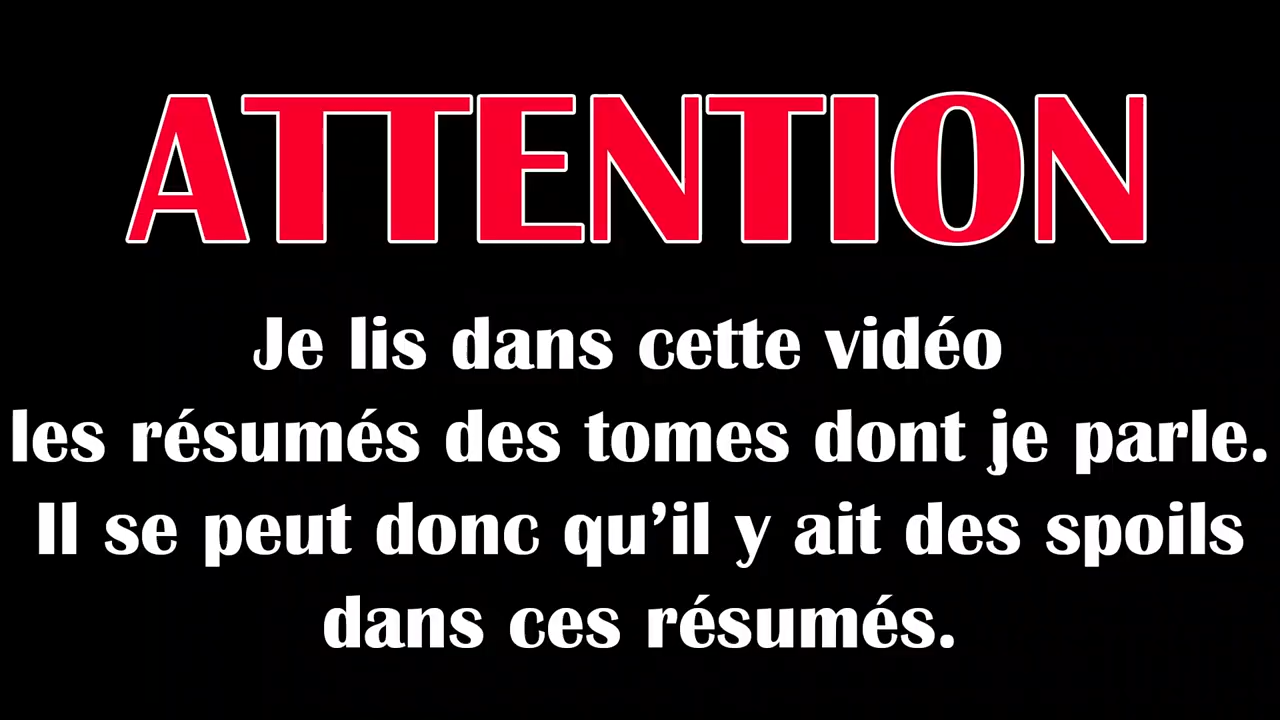 ATTENTION
Je lis dans cette vidéo
les résumés des tomes dont je parle.
Il se peut donc qu’il y ait des spoils
dans ces résumés.